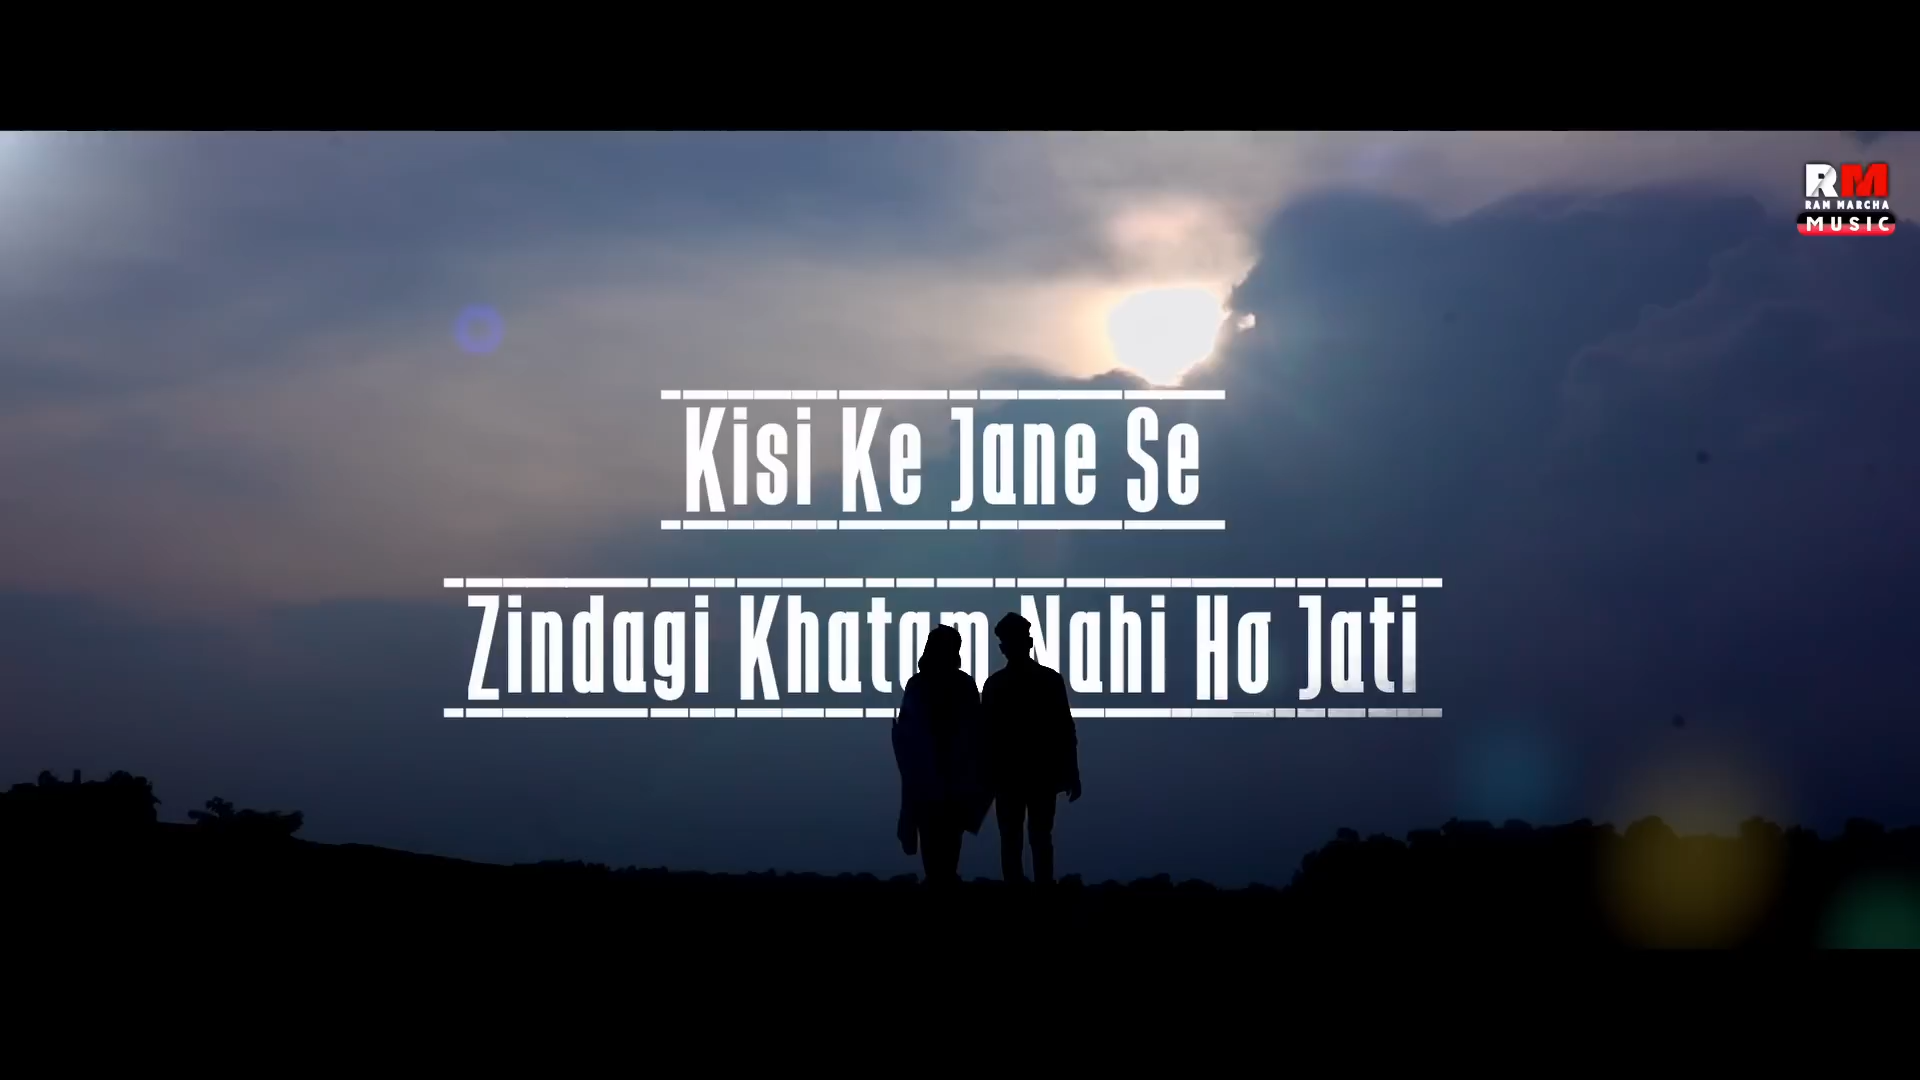 RM
RAM MARCHA
MUSIC
Kisi Ke Jane Se
Zindagi Khatam Nahi Ho Jati